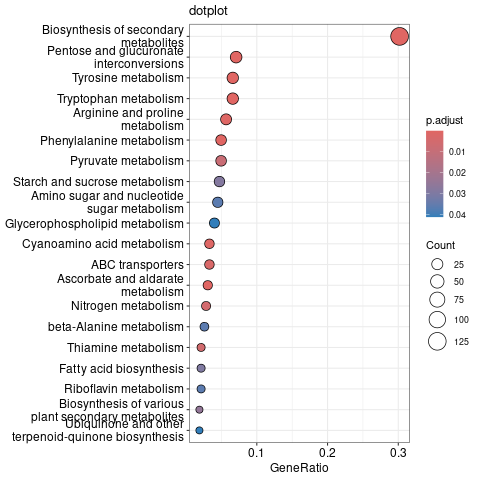 dotplot
Biosynthesis of secondary
metabolites
Pentose and glucuronate
interconversions
Tyrosine metabolism
Tryptophan metabolism
Arginine and proline
metabolism
Phenylalanine metabolism
Pyruvate metabolism
Starch and sucrose metabolism
Amino sugar and nucleotide
sugar metabolism
Glycerophospholipid metabolism
Cyanoamino acid metabolism
ABC transporters
Ascorbate and aldarate
metabolism
Nitrogen metabolism
beta-Alanine metabolism
Thiamine metabolism
Fatty acid biosynthesis
Riboflavin metabolism
Biosynthesis of various
plant secondary metabolites
Ubiquinone and other
terpenoid-quinone biosynthesis
0.1 0.2 0.3
GeneRatio
p.adjust
0.01
0.02
0.03
0.04
Count
25
50
75
100
125